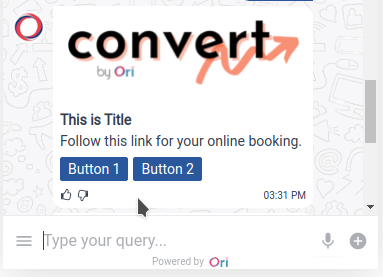 convert
by Ori
This is Title
Follow this link for your online booking.
Button 1 Button 2
03:31 PM
Type your query...
Powered by Ori